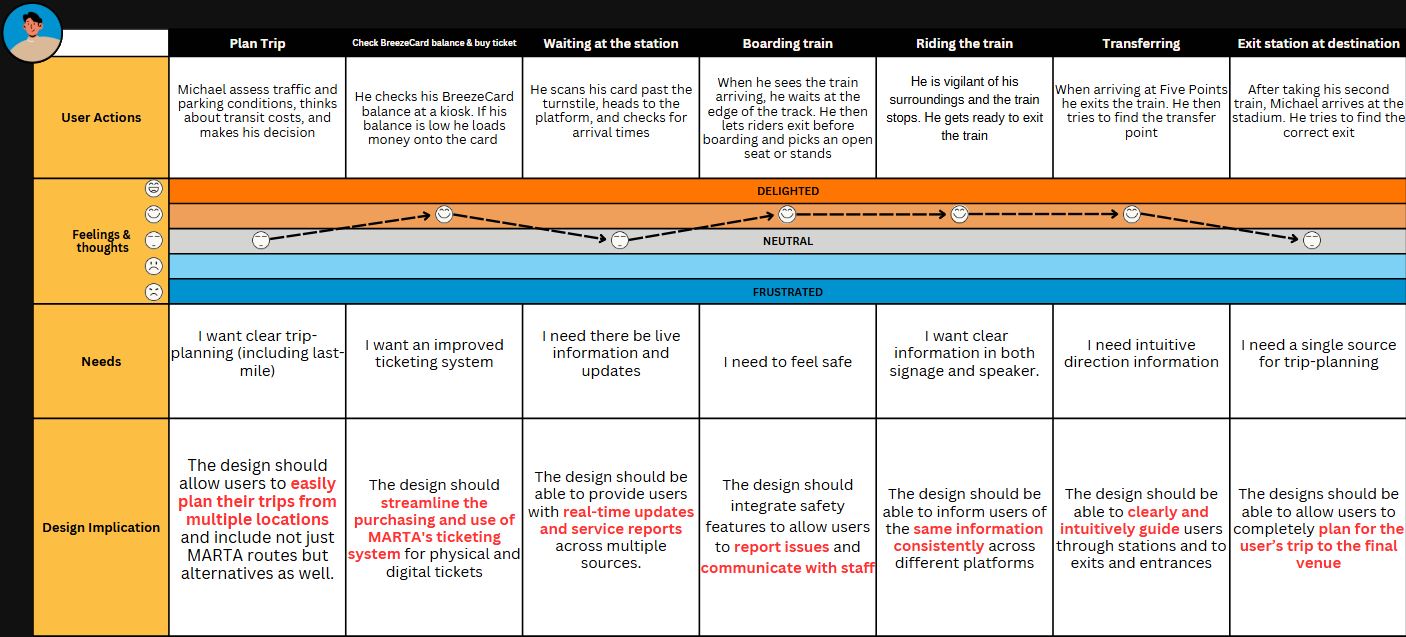 Plan Trip
Check BreezeCard balance & buy ticket
Waiting at the station
Boarding train
Riding the train
Transferring
Exit station at destination
User Actions
Michael assess traffic and
parking conditions, thinks
about transit costs, and
makes his decision
He checks his BreezeCard
balance at a kiosk. If his
balance is low he loads
money onto the card
He scans his card past the
turnstile, heads to the
platform, and checks for
arrival times
When he sees the train
arriving, he waits at the
edge of the track. He then
lets riders exit before
boarding and picks an open
seat or stands
He is vigilant of his
surroundings and the train
stops. He gets ready to exit
the train
When arriving at Five Points
he exits the train. He then
tries to find the transfer
point
After taking his second
train, Michael arrives at the
stadium. He tries to find the
correct exit
Feelings &
thoughts
DELIGHTED
NEUTRAL
FRUSTRATED
Needs
I want clear trip-
planning (including last-
mile)
I want an improved
ticketing system
I need there be live
information and
updates
I need to feel safe
I want clear
information in both
signage and speaker.
I need intuitive
direction information
I need a single source
for trip-planning
Design Implication
The design should
allow users to easily
plan their trips from
multiple locations
and include not just
MARTA routes but
alternatives as well.
The design should
streamline the
purchasing and use of
MARTA's ticketing
system for physical and
digital tickets
The design should be
able to provide users
with real-time updates
and service reports
across multiple
sources.
The design should
integrate safety
features to allow users
to report issues and
communicate with staff
The design should be
able to inform users of
the same information
consistently across
different platforms
The design should be
able to clearly and
intuitively guide users
through stations and to
exits and entrances
The designs should be
able to allow users to
completely plan for the
user's trip to the final
venue